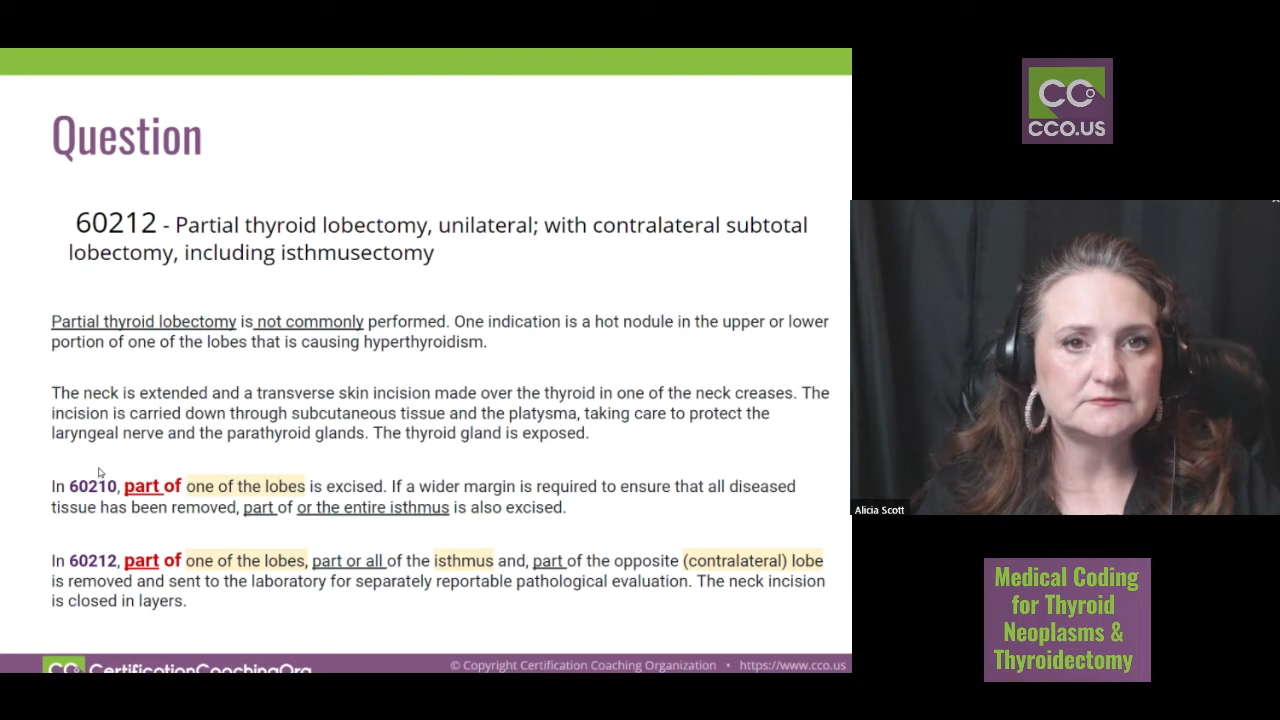 Question
60212 - Partial thyroid lobectomy, unilateral; with contralateral subtotal
lobectomy, including isthmusectomy
Partial thyroid lobectomy is not commonly performed. One indication is a hot nodule in the upper or lower
portion of one of the lobes that is causing hyperthyroidism.
The neck is extended and a transverse skin incision made over the thyroid in one of the neck creases. The
incision is carried down through subcutaneous tissue and the platysma, taking care to protect the
laryngeal nerve and the parathyroid glands. The thyroid gland is exposed.
In 60210, part of one of the lobes is excised. If a wider margin is required to ensure that all diseased
tissue has been removed, part of or the entire isthmus is also excised.
In 60212, part of one of the lobes, part or all of the isthmus and, part of the opposite (contralateral) lobe
is removed and sent to the laboratory for separately reportable pathological evaluation. The neck incision
is closed in layers.
CertificationCoachingOrg
© Copyright Certification Coaching Organization • https://www.cco.us
CCO
CCO.US
Alicia Scott
Medical Coding
for Thyroid
Neoplasms &
Thyroidectomy